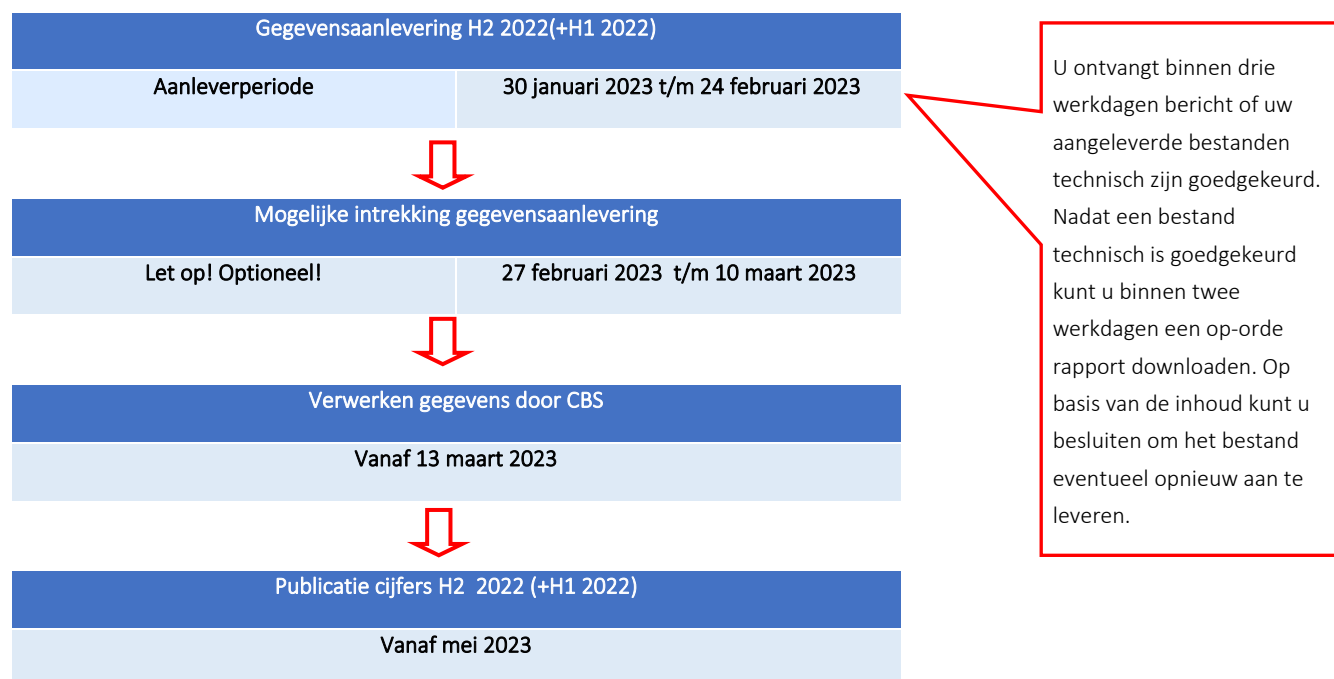 Gegevensaanlevering H2 2022(+H1 2022)
Aanleverperiode
30 januari 2023 t/m 24 februari 2023
Mogelijke intrekking gegevensaanlevering
Let op! Optioneel!
27 februari 2023  t/m 10 maart 2023
Verwerken gegevens door CBS
Vanaf 13 maart 2023
Publicatie cijfers H2  2022 (+H1 2022)
Vanaf mei 2023
U ontvangt binnen drie
werkdagen bericht of uw
aangeleverde bestanden
technisch zijn goedgekeurd.
Nadat een bestand
technisch is goedgekeurd
kunt u binnen twee
werkdagen een op-orde
rapport downloaden. Op
basis van de inhoud kunt u
besluiten om het bestand
eventueel opnieuw aan te
leveren.